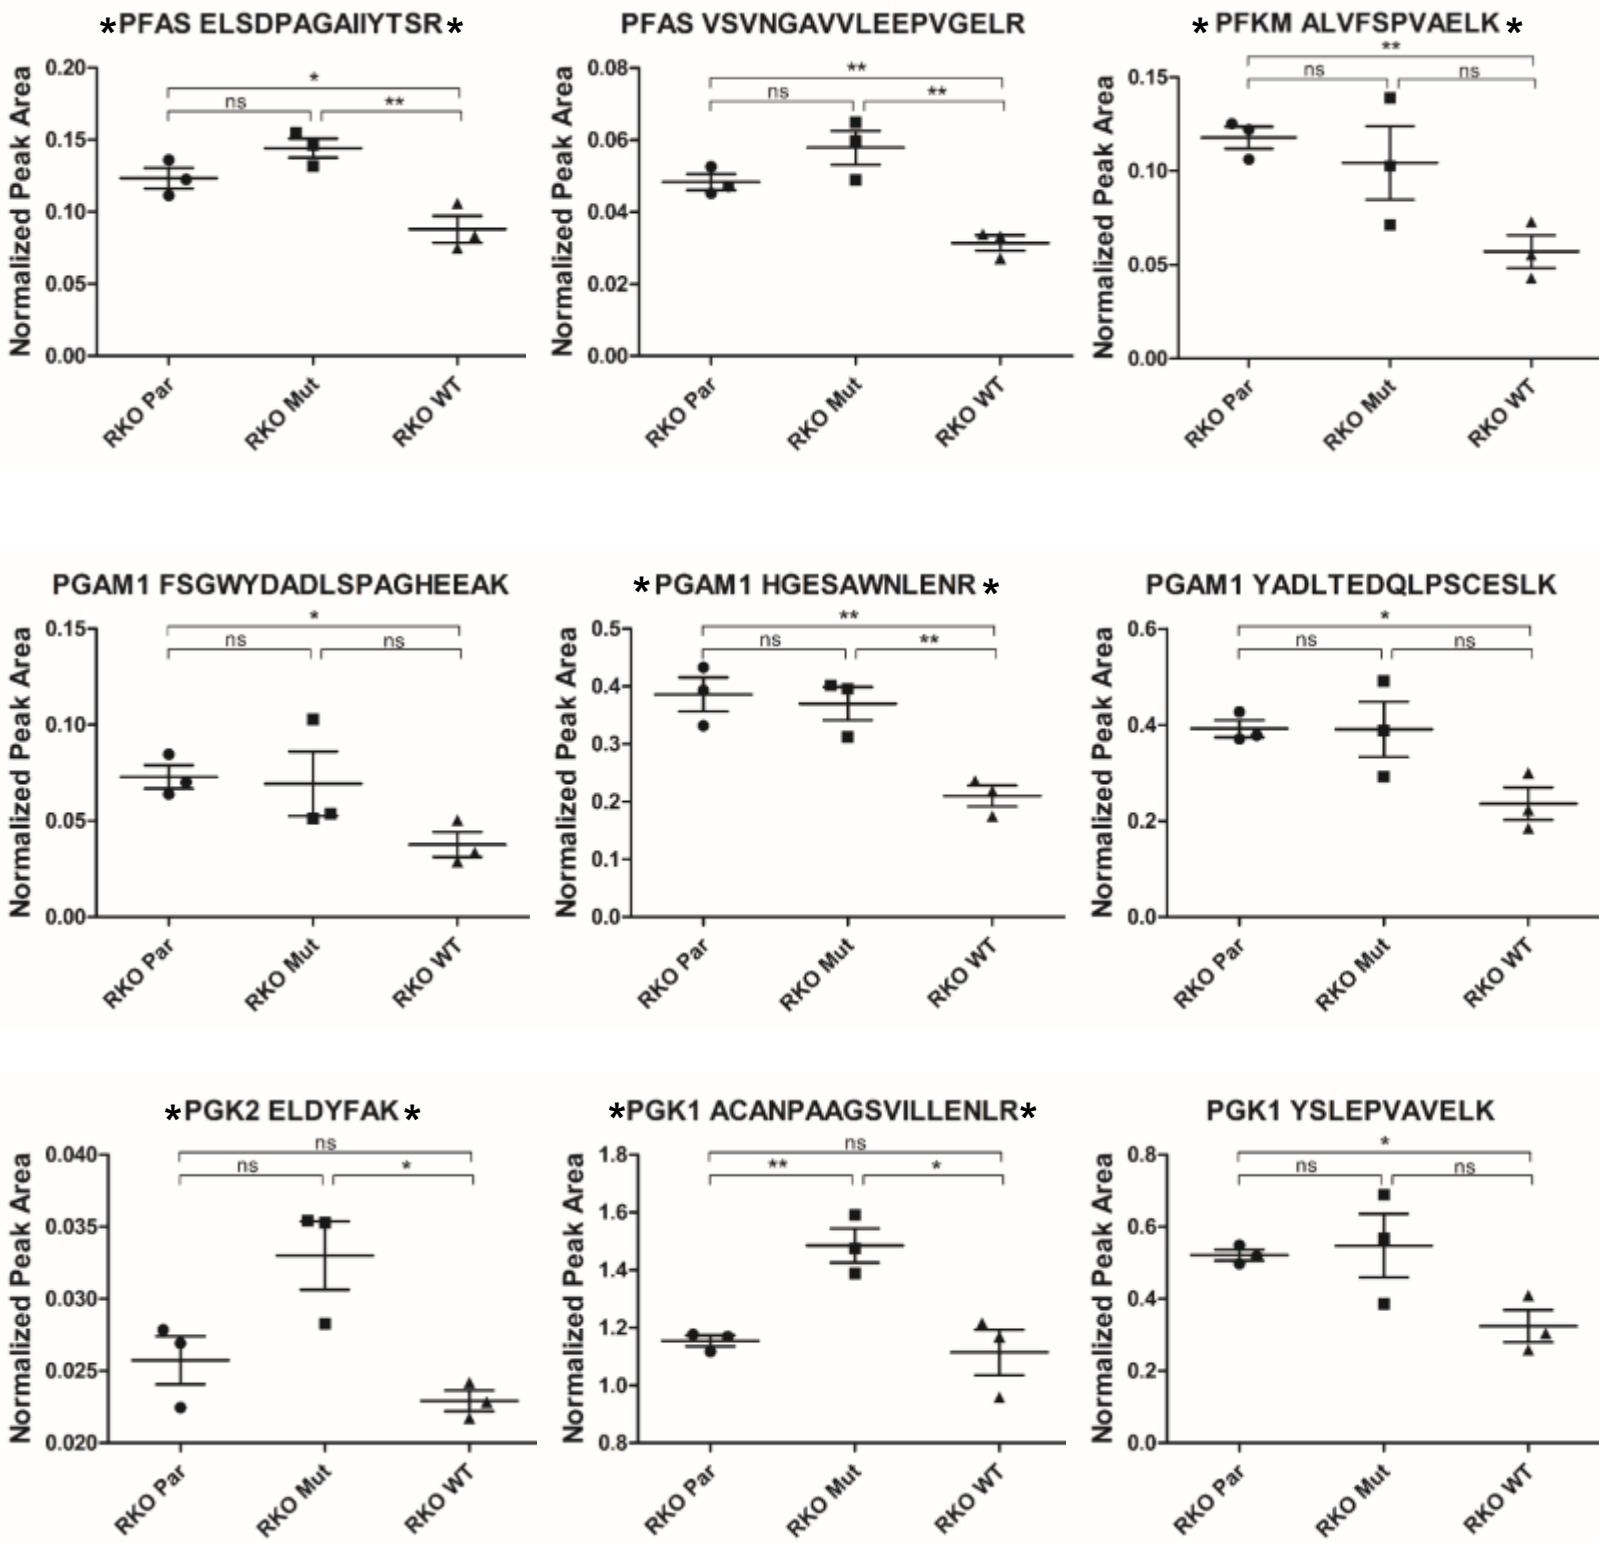 *PFAS ELSDPAGAIIYTSR*
Normalized Peak Area
0.20
0.15
0.10
0.05
0.00
*
ns
**
RKO Par
RKO Mut
RKO WT
PFAS VSVNGAVVLEEPVGELR
Normalized Peak Area
0.08
0.06
0.04
0.02
0.00
**
ns
**
RKO Par
RKO Mut
RKO WT
*PFKM ALVFSPVAELK*
Normalized Peak Area
0.15
0.10
0.05
0.00
**
ns
ns
RKO Par
RKO Mut
RKO WT
PGAM1 FSGWYDADLSPAGHEEAK
Normalized Peak Area
0.15
0.10
0.05
0.00
*
ns
ns
RKO Par
RKO Mut
RKO WT
*PGAM1 HGESAWNLENR*
Normalized Peak Area
0.5
0.4
0.3
0.2
0.1
0.0
**
ns
**
RKO Par
RKO Mut
RKO WT
PGAM1 YADLTEDQLPSCESLK
Normalized Peak Area
0.6
0.4
0.2
0.0
*
ns
ns
RKO Par
RKO Mut
RKO WT
*PGK2 ELDYFAK*
Normalized Peak Area
0.040
0.035
0.030
0.025
0.020
ns
ns
*
RKO Par
RKO Mut
RKO WT
*PGK1 ACANPAAGSVILLENLR*
Normalized Peak Area
1.8
1.6
1.4
1.2
1.0
0.8
ns
**
*
RKO Par
RKO Mut
RKO WT
PGK1 YSLEPVAVELK
Normalized Peak Area
0.8
0.6
0.4
0.2
0.0
*
ns
ns
RKO Par
RKO Mut
RKO WT